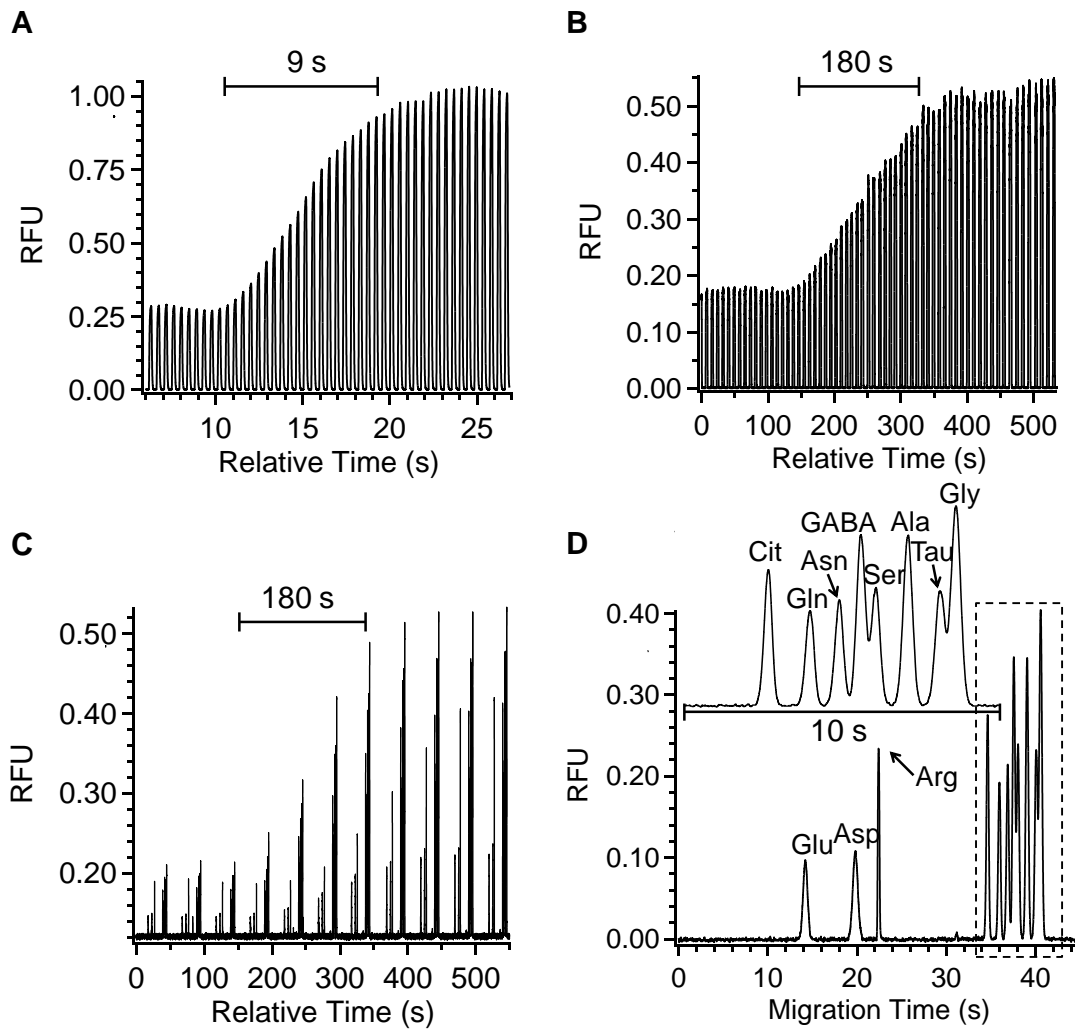 A
9 s
1.00
0.75
0.50
0.25
0.00
RFU
10 15 20 25
Relative Time (s)
B
180 s
0.50
0.40
0.30
0.20
0.10
0.00
RFU
0 100 200 300 400 500
Relative Time (s)
C
180 s
0.50
0.40
0.30
0.20
RFU
0 100 200 300 400 500
Relative Time (s)
D
Gly
GABA Ala
Cit Asn Tau
Gln Ser
10 s
0.40
0.30
0.20
0.10
0.00
RFU
Arg
Glu Asp
0 10 20 30 40
Migration Time (s)